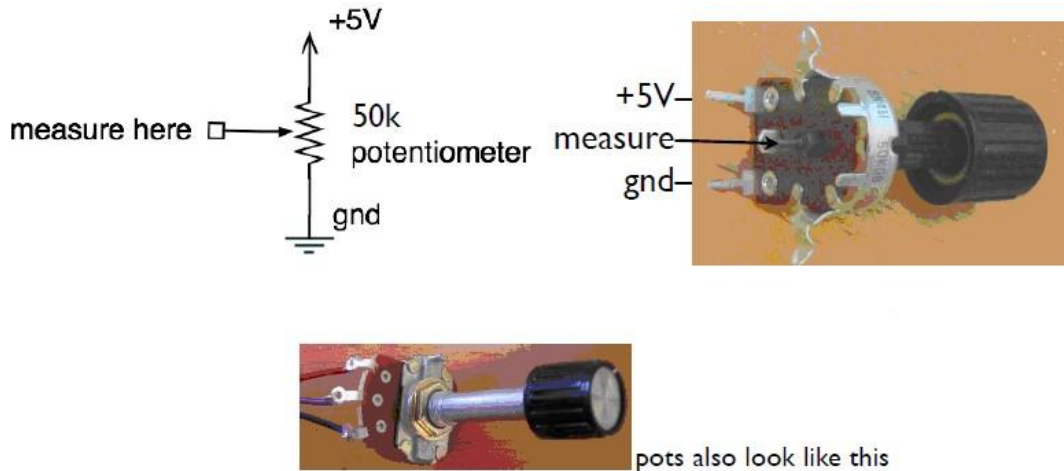 +5V
measure here
50k
potentiometer
gnd
+5V
measure
gnd
pots also look like this